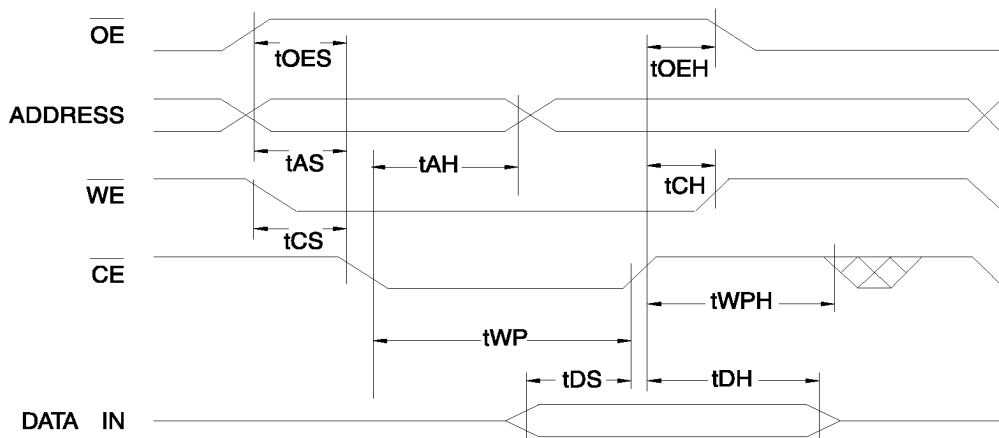 OE
tOES
tOEH
ADDRESS
tAS
tAH
tCH
WE
tCS
CE
tWPH
tWP
tDS
tDH
DATA IN